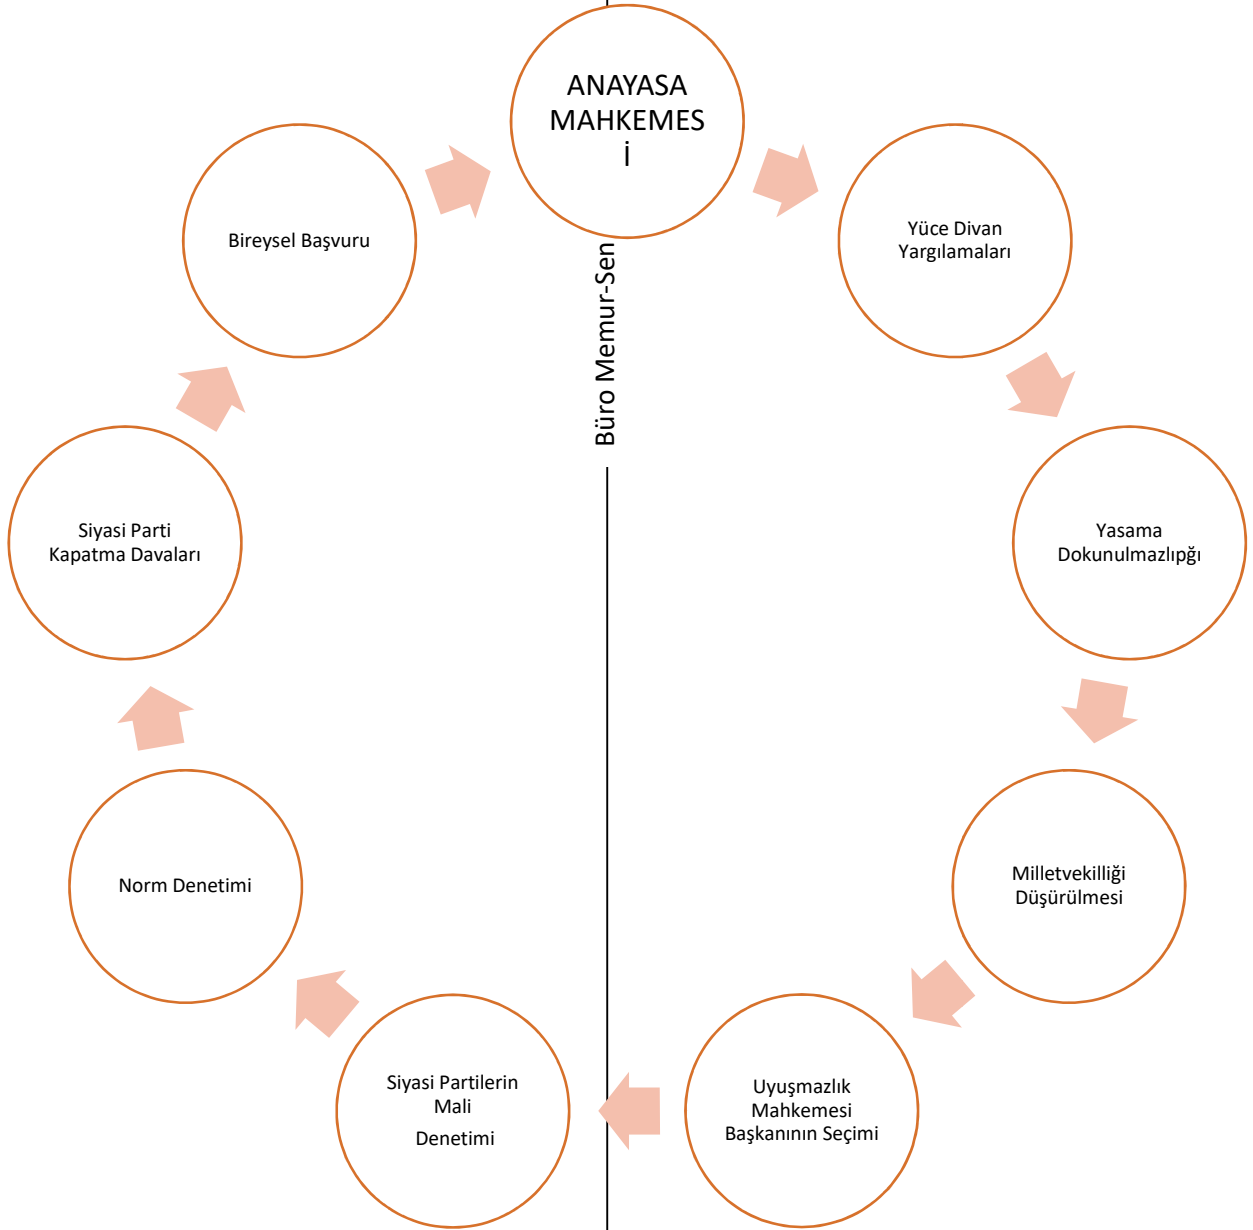 ANAYASA
MAHKEMES
İ
Yüce Divan
Yargılamaları
Yasama
Dokunulmazlıpğı
Milletvekilliği
Düşürülmesi
Uyuşmazlık
Mahkemesi
Başkanının Seçimi
Siyasi Partilerin
Mali
Denetimi
Norm Denetimi
Siyasi Parti
Kapatma Davaları
Bireysel Başvuru
Büro Memur-Sen